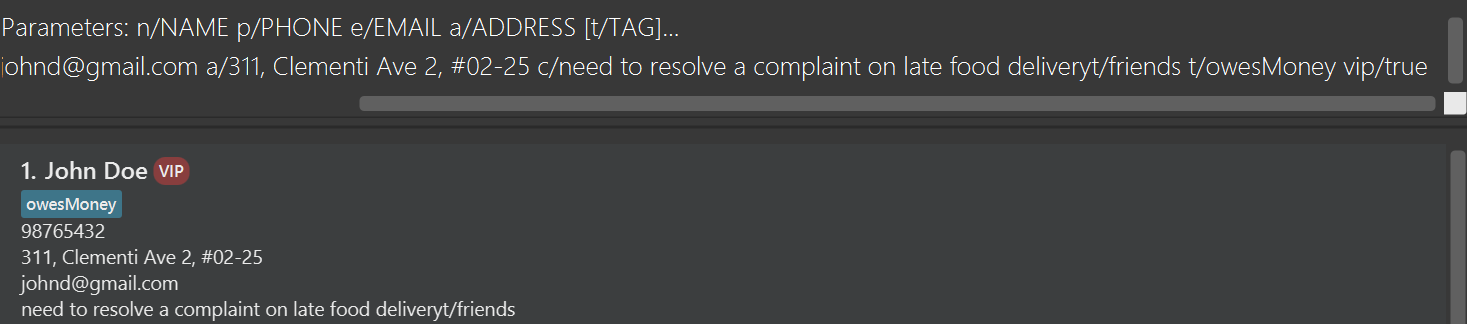 Parameters: n/NAME p/PHONE e/EMAIL a/ADDRESS [t/TAG]...
johnd@gmail.com a/311, Clementi Ave 2, #02-25 c/need to resolve a complaint on late food deliveryt/friends t/owesMoney vip/true
1. John Doe VIP
owesMoney
98765432
311, Clementi Ave 2, #02-25
johnd@gmail.com
need to resolve a complaint on late food deliveryt/friends